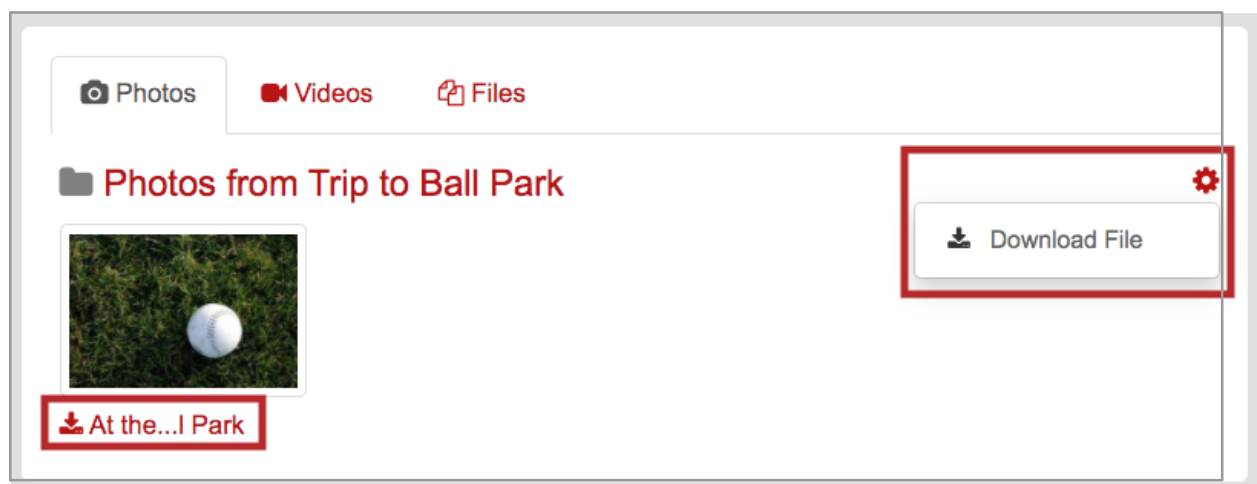 Photos
Videos
Files
Photos from Trip to Ball Park
Download File
At the...l Park